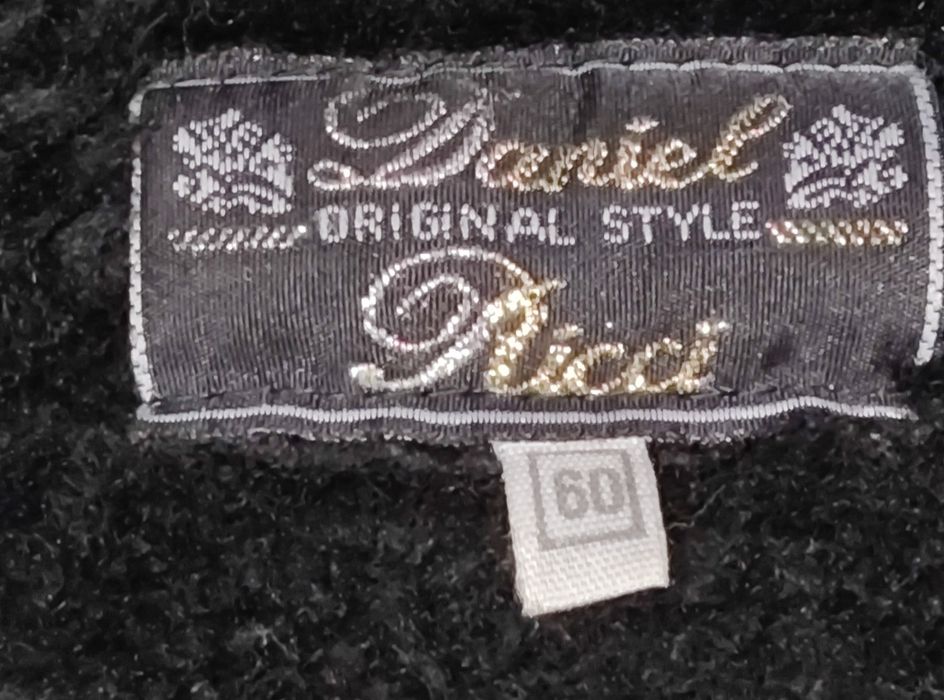 Daniel
ORIGINAL STYLE
Ricci
60